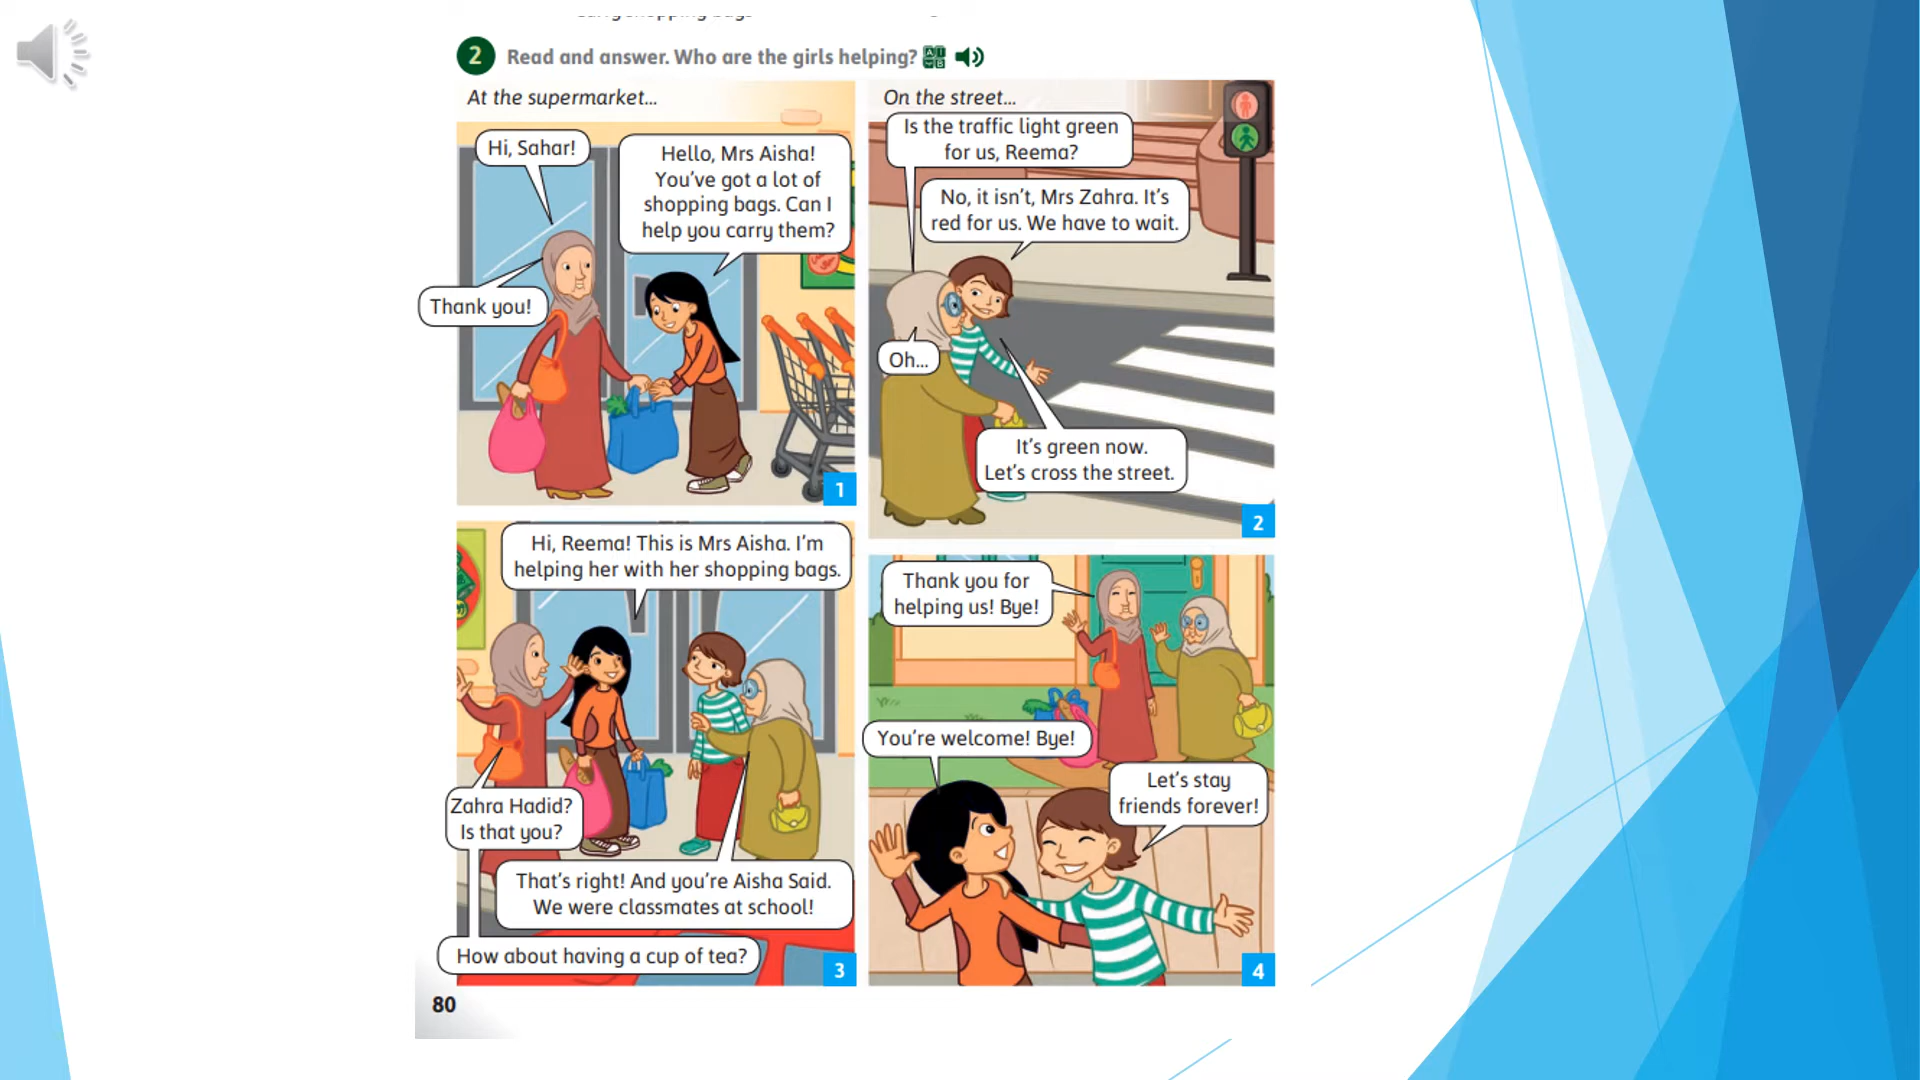 2 Read and answer. Who are the girls helping?
At the supermarket...
Hi, Sahar!
Hello, Mrs Aisha!
You've got a lot of
shopping bags. Can I
help you carry them?
Thank you!
1
On the street...
Is the traffic light green
for us, Reema?
No, it isn't, Mrs Zahra. It's
red for us. We have to wait.
Oh...
It's green now.
Let's cross the street.
2
Hi, Reema! This is Mrs Aisha. I'm
helping her with her shopping bags.
Zahra Hadid?
Is that you?
That's right! And you're Aisha Said.
We were classmates at school!
How about having a cup of tea?
3
Thank you for
helping us! Bye!
You're welcome! Bye!
Let's stay
friends forever!
4
80